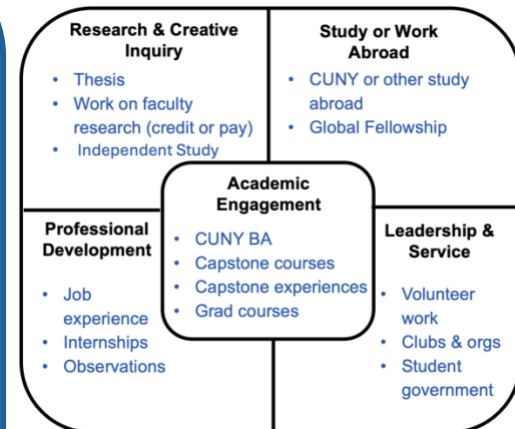 Research & Creative
Inquiry
• Thesis
• Work on faculty
research (credit or pay)
• Independent Study
Study or Work
Abroad
• CUNY or other study
abroad
• Global Fellowship
Academic
Engagement
• CUNY BA
• Capstone courses
• Capstone experiences
• Grad courses
Professional
Development
• Job
experience
• Internships
• Observations
Leadership &
Service
• Volunteer
work
• Clubs & orgs
• Student
government